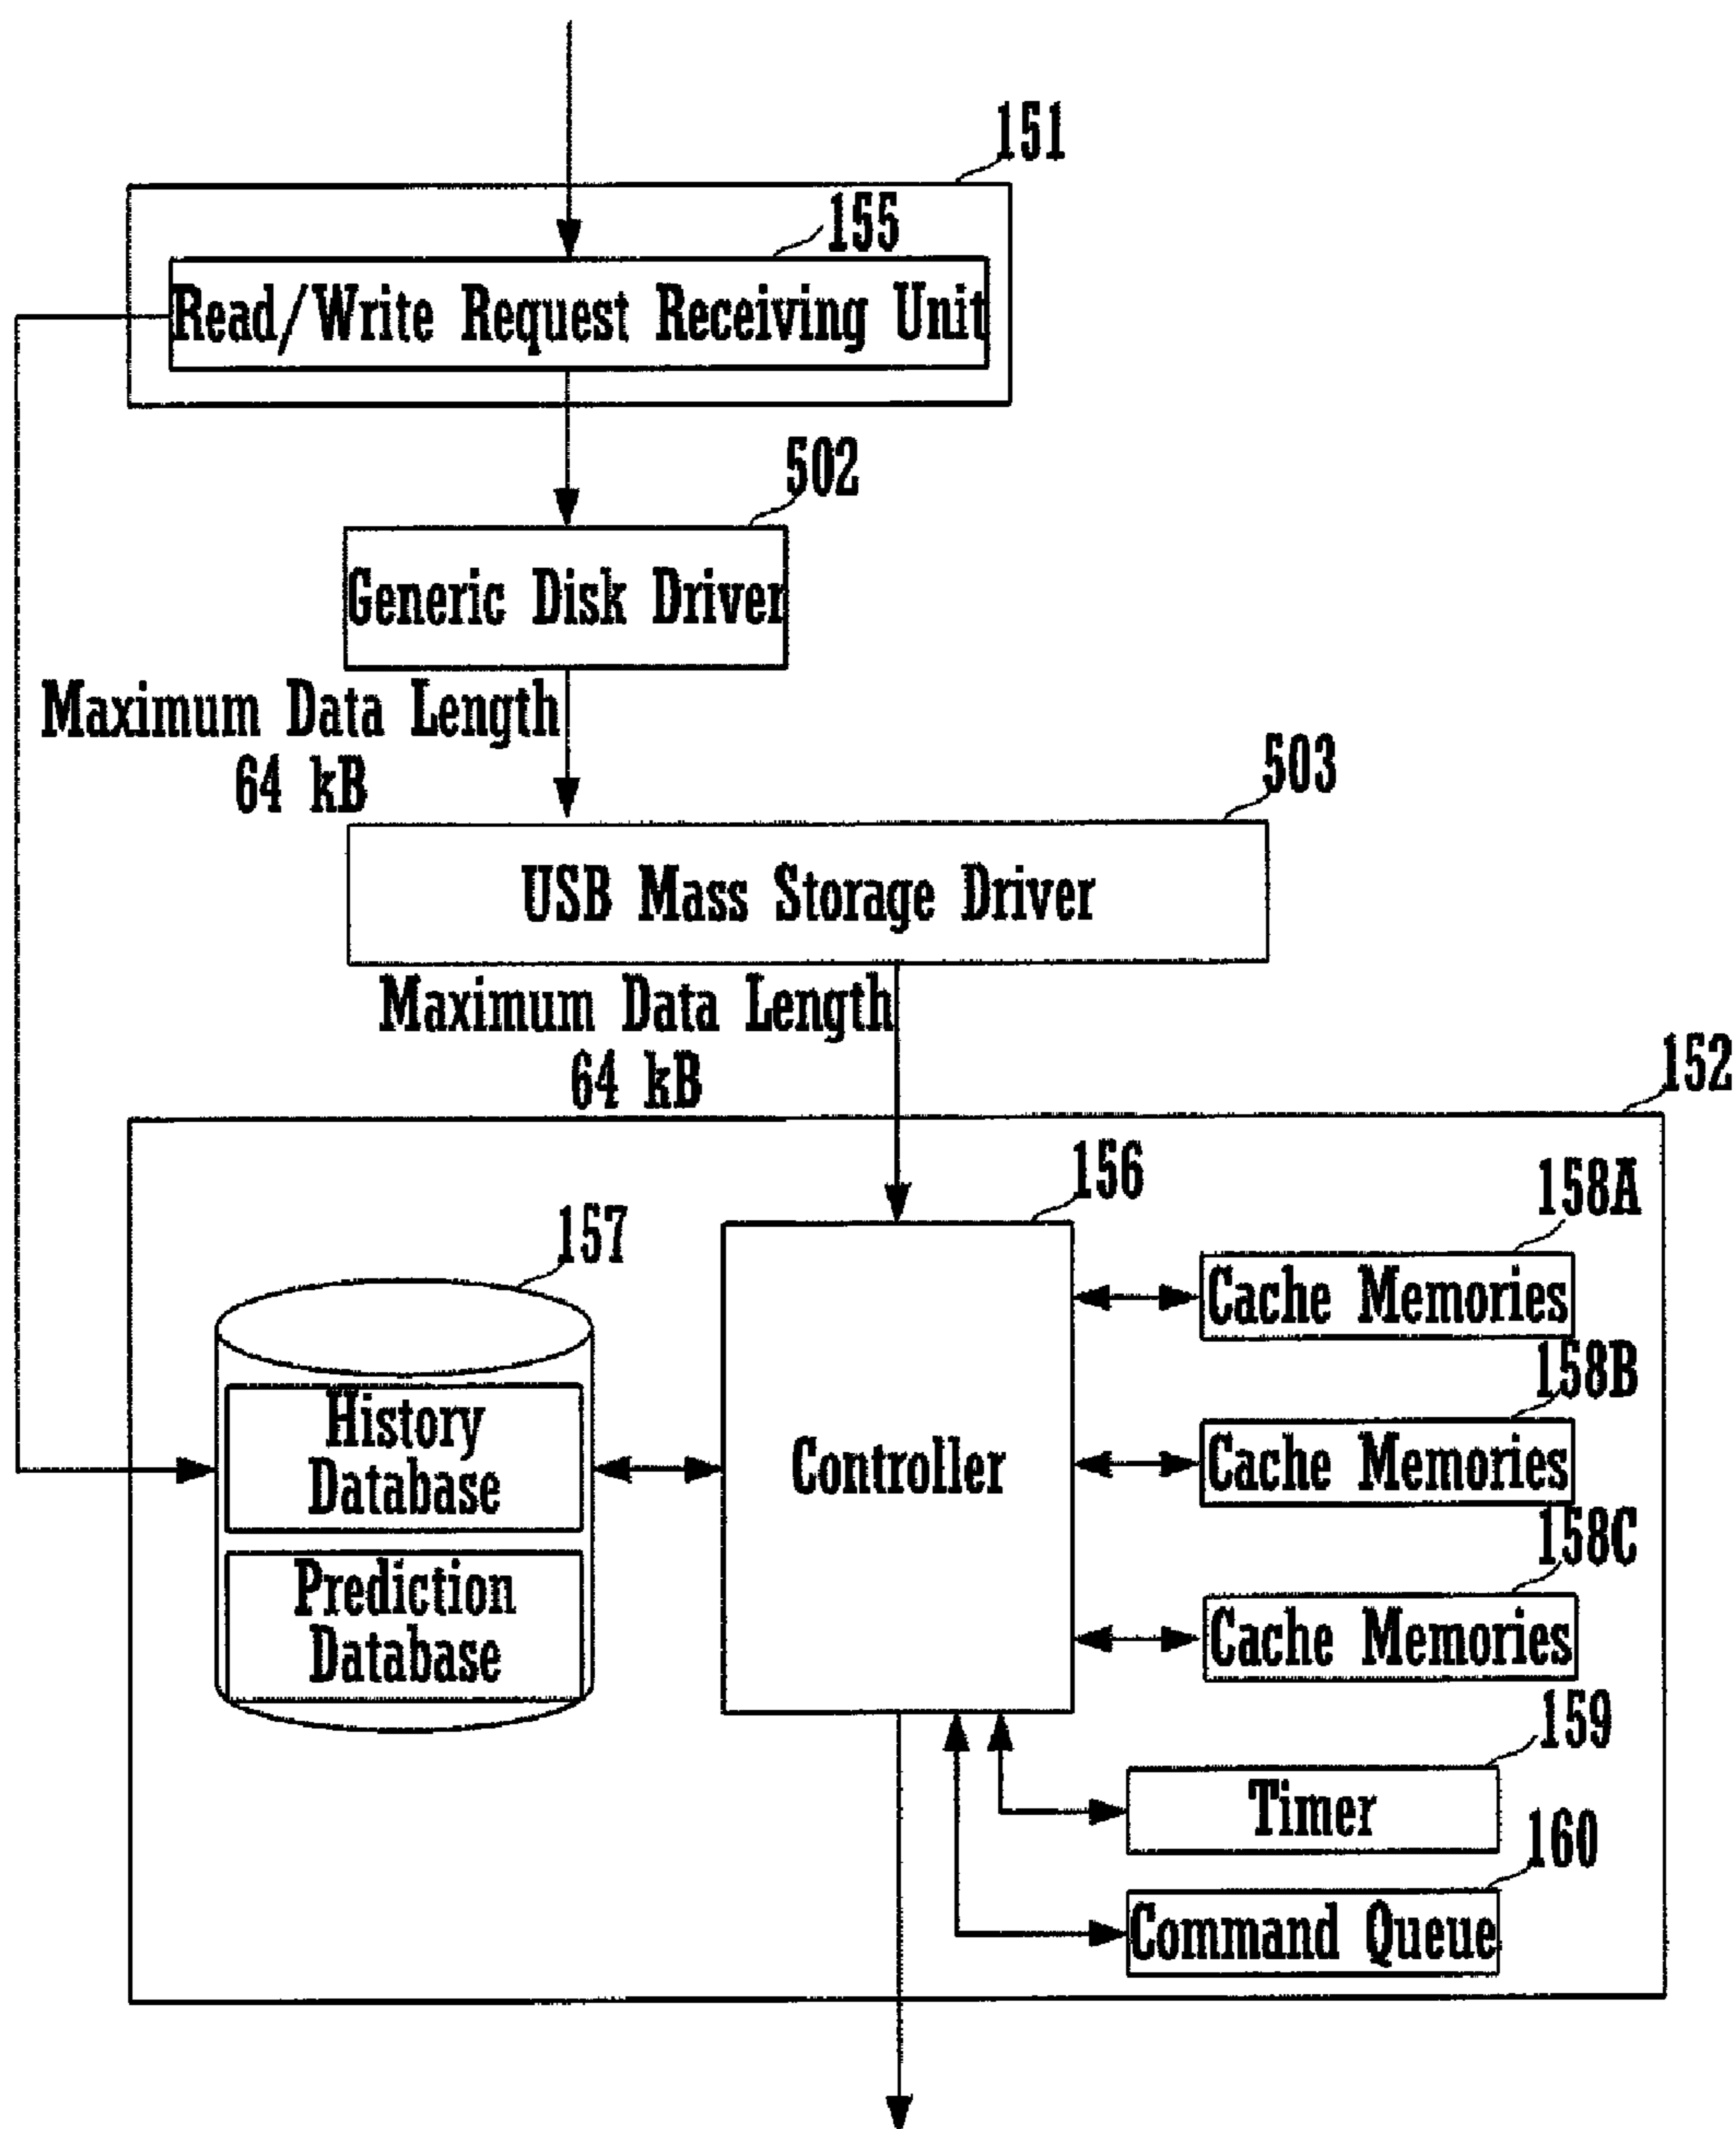 151
155
Read/Write Request Receiving Unit
502
Generic Disk Driver
Maximum Data Length
64 kB
503
USB Mass Storage Driver
Maximum Data Length
64 kB
152
156
158A
157
Cache Memories
158B
History
Database
Controller
Cache Memories
158C
Prediction
Database
Cache Memories
159
Timer
160
Command Queue